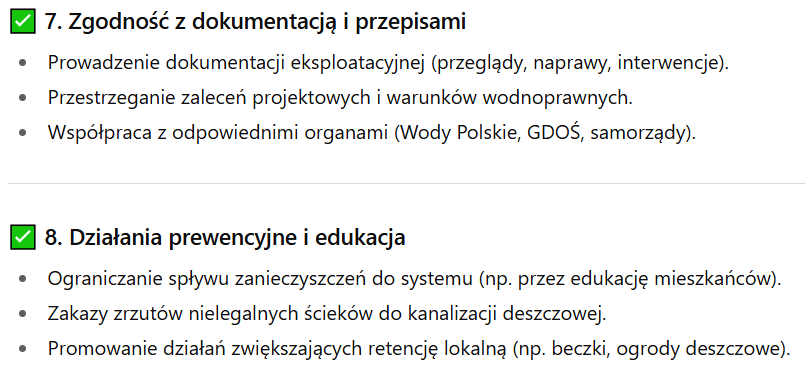 ✅ 7. Zgodność z dokumentacją i przepisami
• Prowadzenie dokumentacji eksploatacyjnej (przeglądy, naprawy, interwencje).
• Przestrzeganie zaleceń projektowych i warunków wodnoprawnych.
• Współpraca z odpowiednimi organami (Wody Polskie, GDOŚ, samorządy).
✅ 8. Działania prewencyjne i edukacja
• Ograniczanie spływu zanieczyszczeń do systemu (np. przez edukację mieszkańców).
• Zakazy zrzutów nielegalnych ścieków do kanalizacji deszczowej.
• Promowanie działań zwiększających retencję lokalną (np. beczki, ogrody deszczowe).